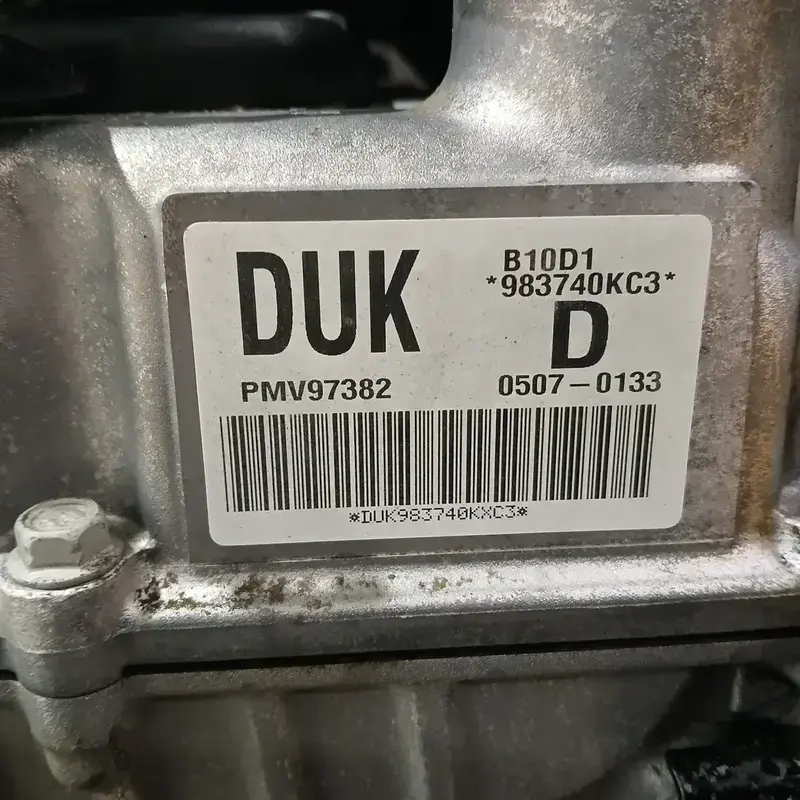 DUK
B10D1
*983740KC3*
D
PMV97382
0507-0133
*DUK983740KXC3*